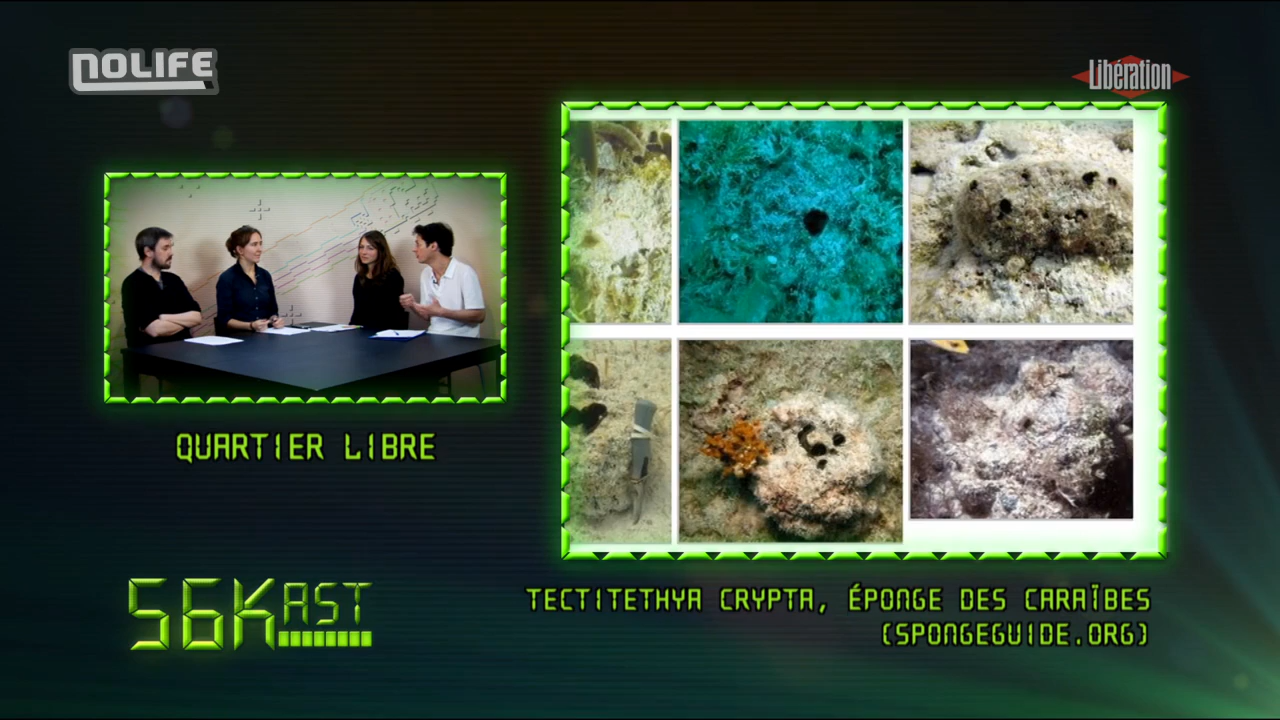 NOLIFE
Libération
QUARTIER LIBRE
56KAST
TECTITETHYA CRYPTA, ÉPONGE DES CARAÏBES
(SPONGEGUIDE.ORG)